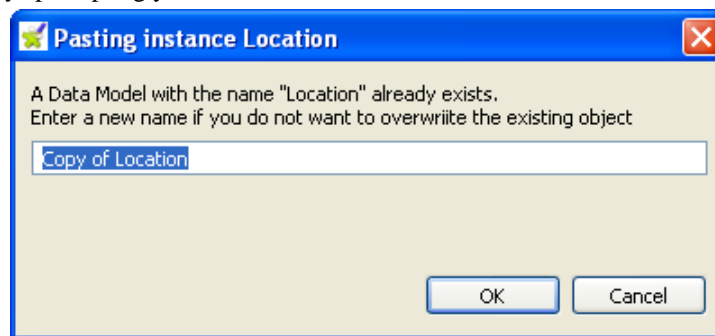 Pasting instance Location
A Data Model with the name "Location" already exists.
Enter a new name if you do not want to overwriite the existing object
Copy of Location
OK Cancel